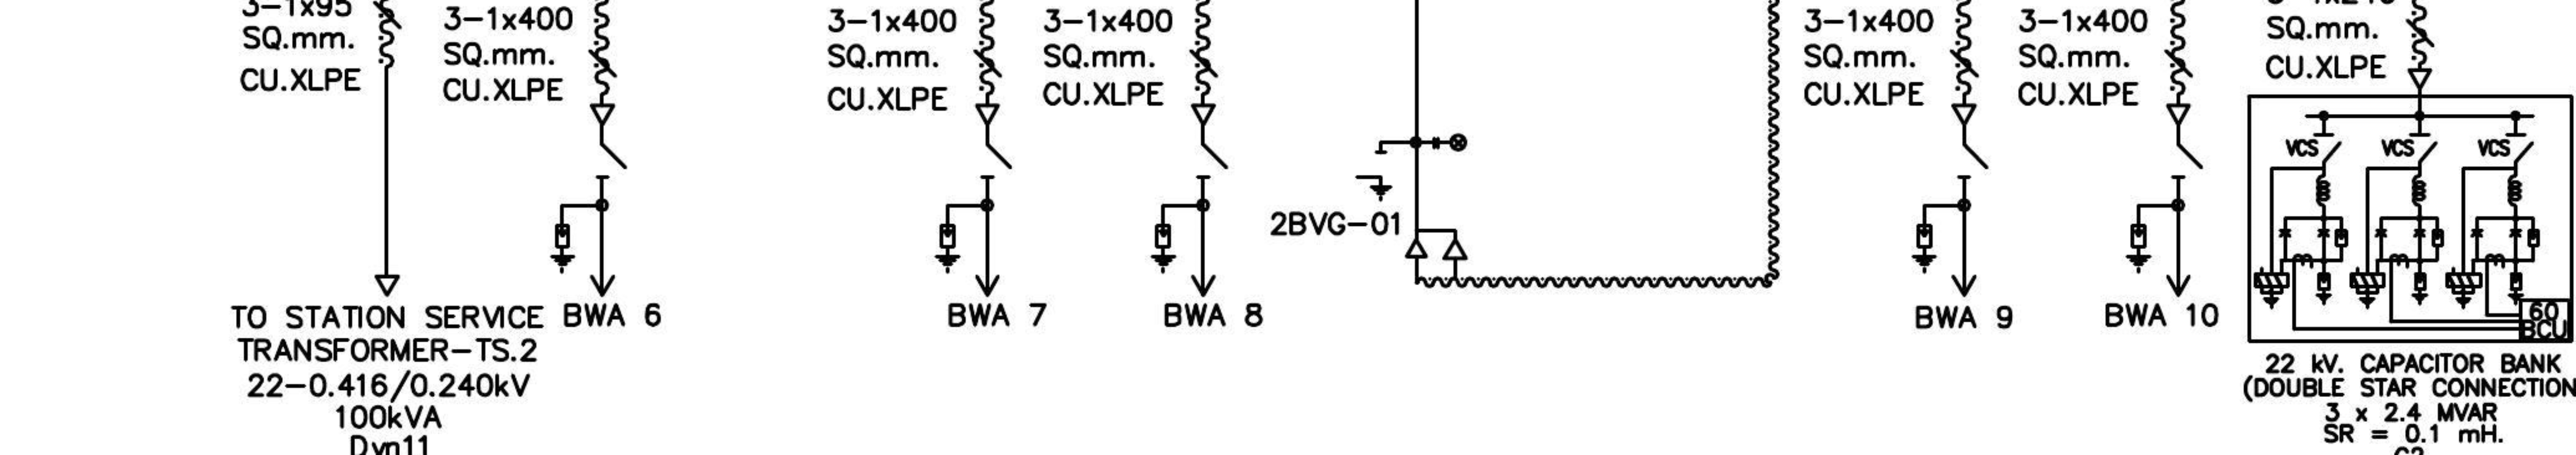 3-1x95
SQ.mm.
CU.XLPE
3-1x400
SQ.mm.
CU.XLPE
3-1x400
SQ.mm.
CU.XLPE
3-1x400
SQ.mm.
CU.XLPE
3-1x400
SQ.mm.
CU.XLPE
3-1x400
SQ.mm.
CU.XLPE
SQ.mm.
CU.XLPE
VCS
VCS
VCS
2BVG-01
60
BCU
TO STATION SERVICE
TRANSFORMER-TS.2
22-0.416/0.240kV
100kVA
Dyn11
BWA 6
BWA 7
BWA 8
BWA 9
BWA 10
22 kV. CAPACITOR BANK
(DOUBLE STAR CONNECTION
3 x 2.4 MVAR
SR = 0.1 mH.